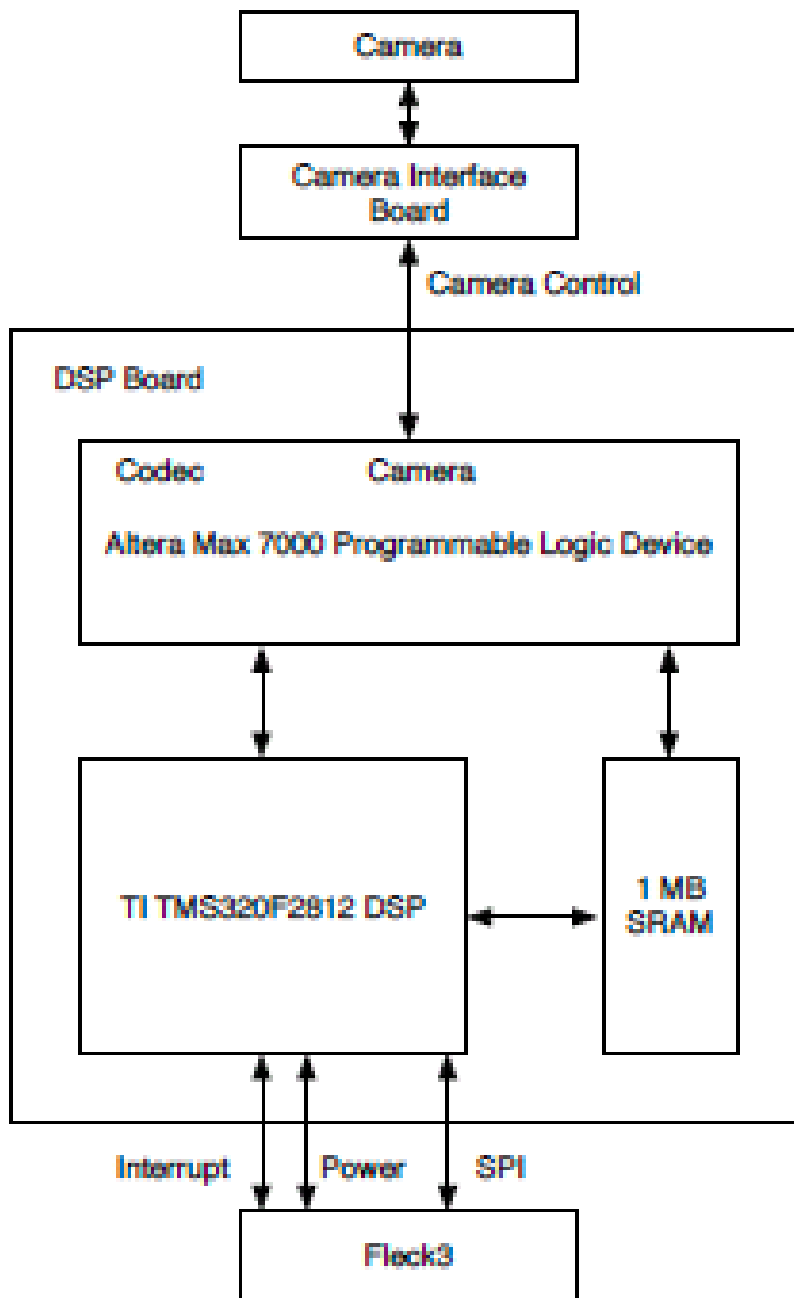 Camera
Camera Interface
Board
Camera Control
DSP Board
Codec Camera
Altera Max 7000 Programmable Logic Device
TI TMS320F2812 DSP
1 MB
SRAM
Interrupt Power SPI
Fleck3